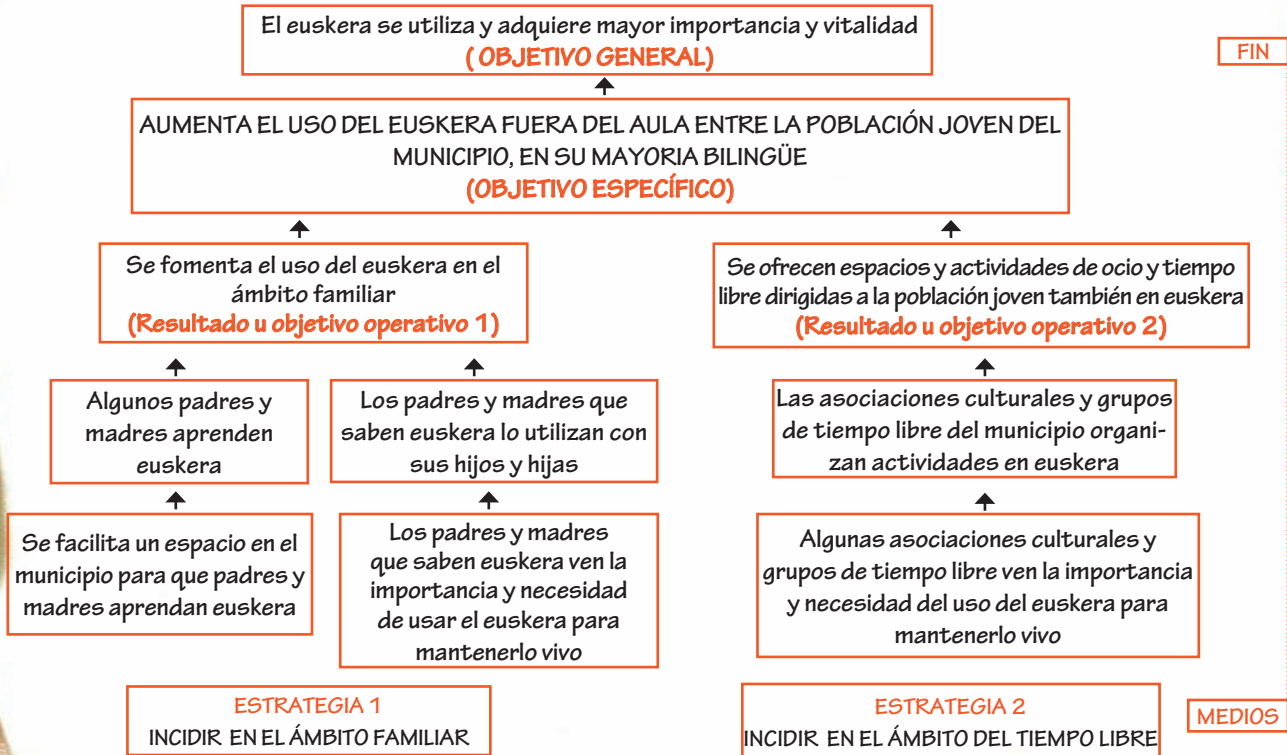 El euskera se utiliza y adquiere mayor importancia y vitalidad
( OBJETIVO GENERAL)
FIN
AUMENTA EL USO DEL EUSKERA FUERA DEL AULA ENTRE LA POBLACIÓN JOVEN DEL
MUNICIPIO, EN SU MAYORIA BILINGÜE
(OBJETIVO ESPECÍFICO)
Se fomenta el uso del euskera en el
ámbito familiar
(Resultado u objetivo operativo 1)
Se ofrecen espacios y actividades de ocio y tiempo
libre dirigidas a la población joven también en euskera
(Resultado u objetivo operativo 2)
Algunos padres y
madres aprenden
euskera
Los padres y madres que
saben euskera lo utilizan con
sus hijos y hijas
Las asociaciones culturales y grupos
de tiempo libre del municipio organi-
zan actividades en euskera
Se facilita un espacio en el
municipio para que padres y
madres aprendan euskera
Los padres y madres
que saben euskera ven la
importancia y necesidad
de usar el euskera para
mantenerlo vivo
Algunas asociaciones culturales y
grupos de tiempo libre ven la importancia
y necesidad del uso del euskera para
mantenerlo vivo
ESTRATEGIA 1
INCIDIR EN EL ÁMBITO FAMILIAR
ESTRATEGIA 2
INCIDIR EN EL ÁMBITO DEL TIEMPO LIBRE
MEDIOS